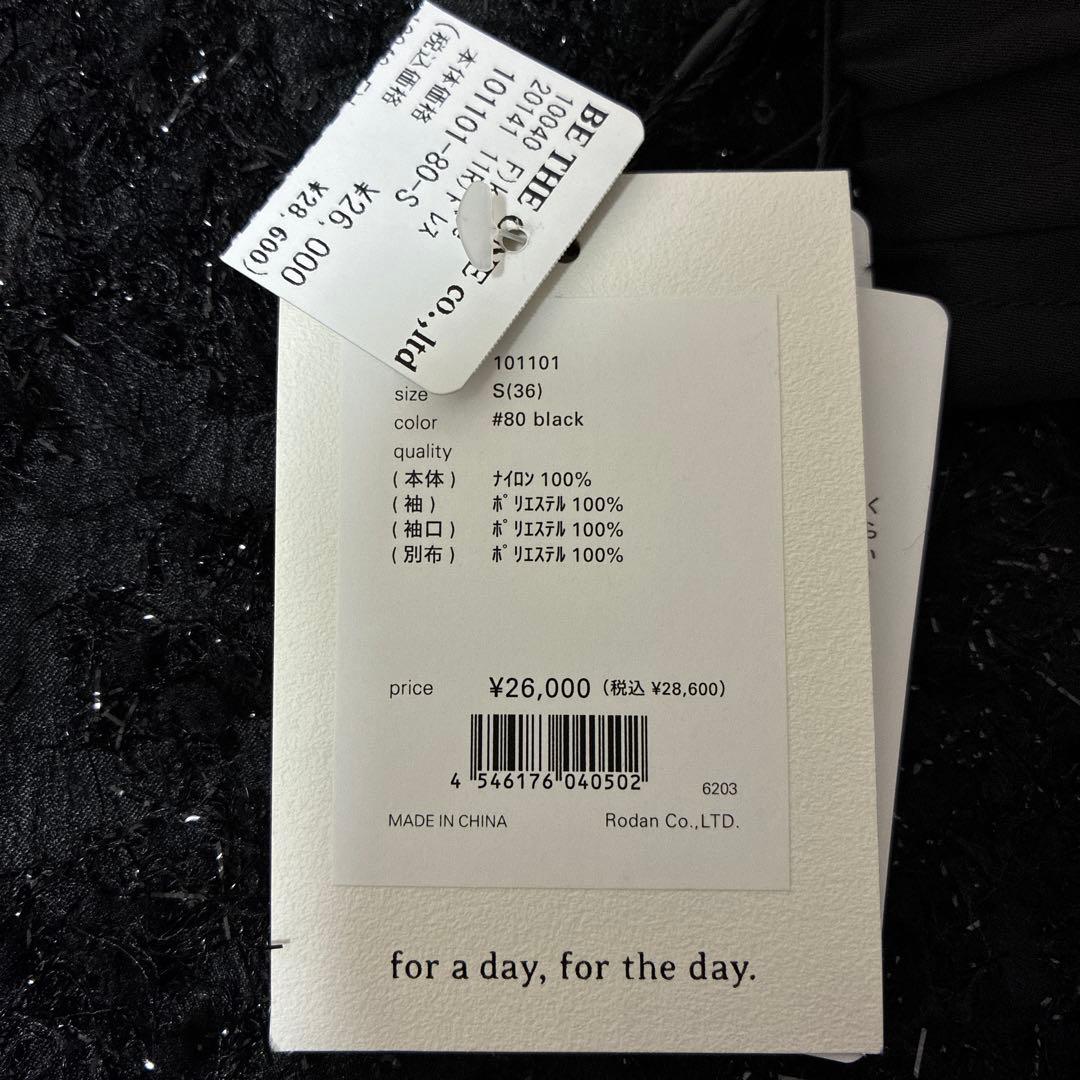 BE THE ONE co.,ltd
10040
20141
101101-80-S
本体価格 ¥26,000
(税込価格 ¥28,600)
101101
size S(36)
color #80 black
quality
(本体) ナイロン 100%
(袖) ポリエステル 100%
(袖口) ポリエステル 100%
(別布) ポリエステル 100%
price ¥26,000 (税込 ¥28,600)
4 546176 040502
6203
MADE IN CHINA Rodan Co.,LTD.
for a day, for the day.